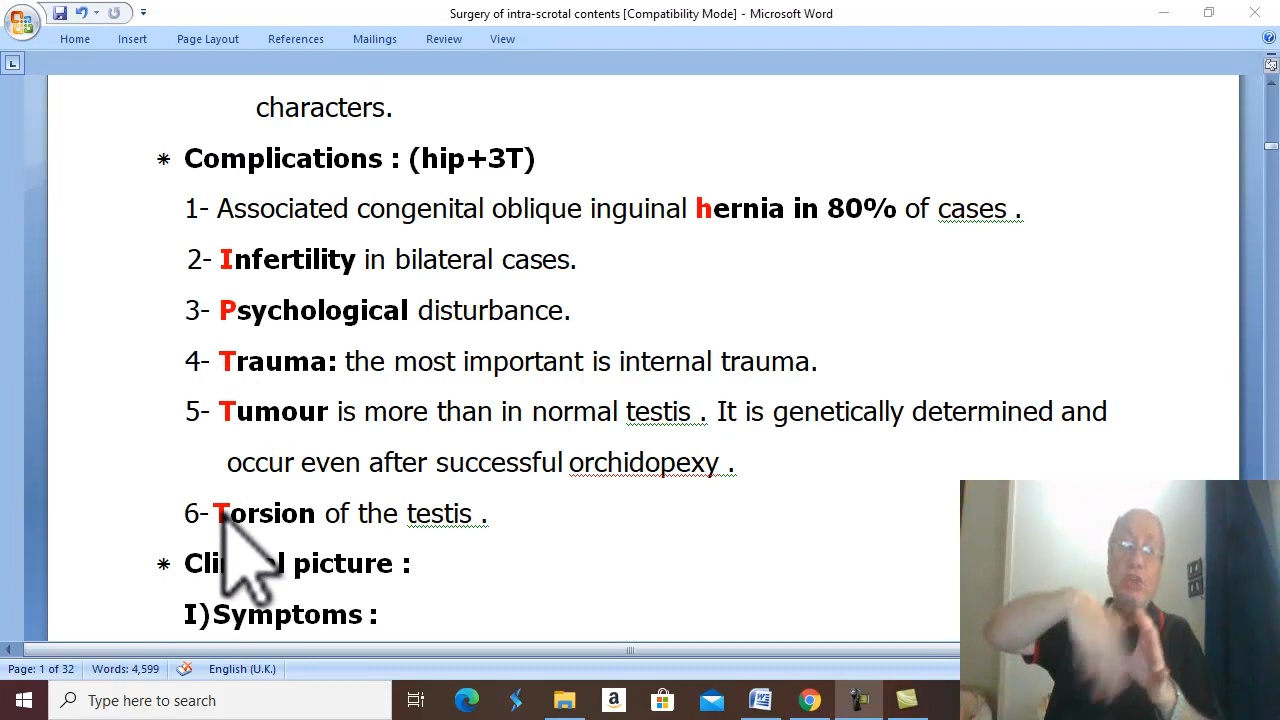 Surgery of intra-scrotal contents [Compatibility Mode] - Microsoft Word
Home Insert Page Layout References Mailings Review View
characters.
* Complications : (hip+3T)
1- Associated congenital oblique inguinal hernia in 80% of cases .
2- Infertility in bilateral cases.
3- Psychological disturbance.
4- Trauma: the most important is internal trauma.
5- Tumour is more than in normal testis . It is genetically determined and
occur even after successful orchidopexy .
6- Torsion of the testis .
* Clinical picture :
I)Symptoms :
Page: 1 of 32 Words: 4,599 English (U.K.)
Type here to search